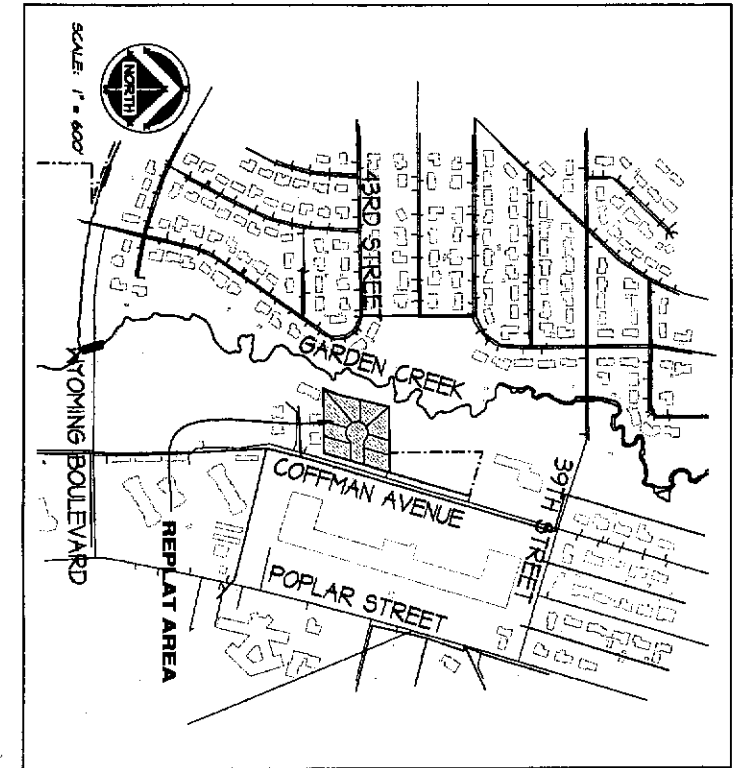 SCALE: 1" = 600'
NORTH
43RD STREET
GARDEN CREEK
WYOMING BOULEVARD
COFFMAN AVENUE
39TH STREET
POPLAR STREET
REPLAT AREA